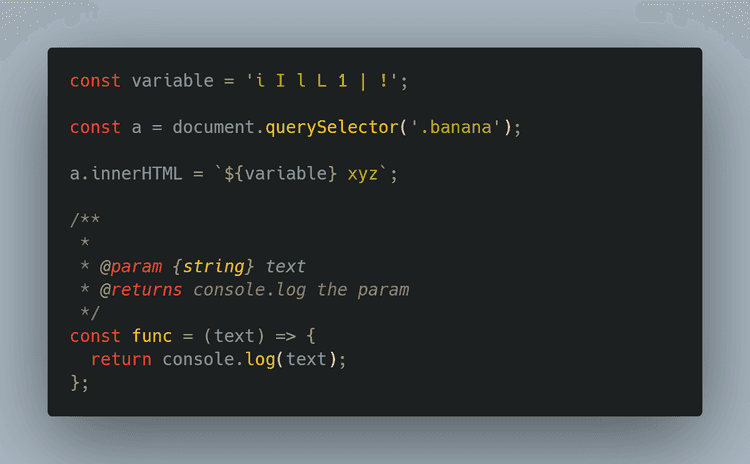 const variable = 'i I l L 1 | !';
const a = document.querySelector('.banana');
a.innerHTML = `${variable} xyz`;
/**
 *
 * @param {string} text
 * @returns console.log the param
 */
const func = (text) => {
  return console.log(text);
};